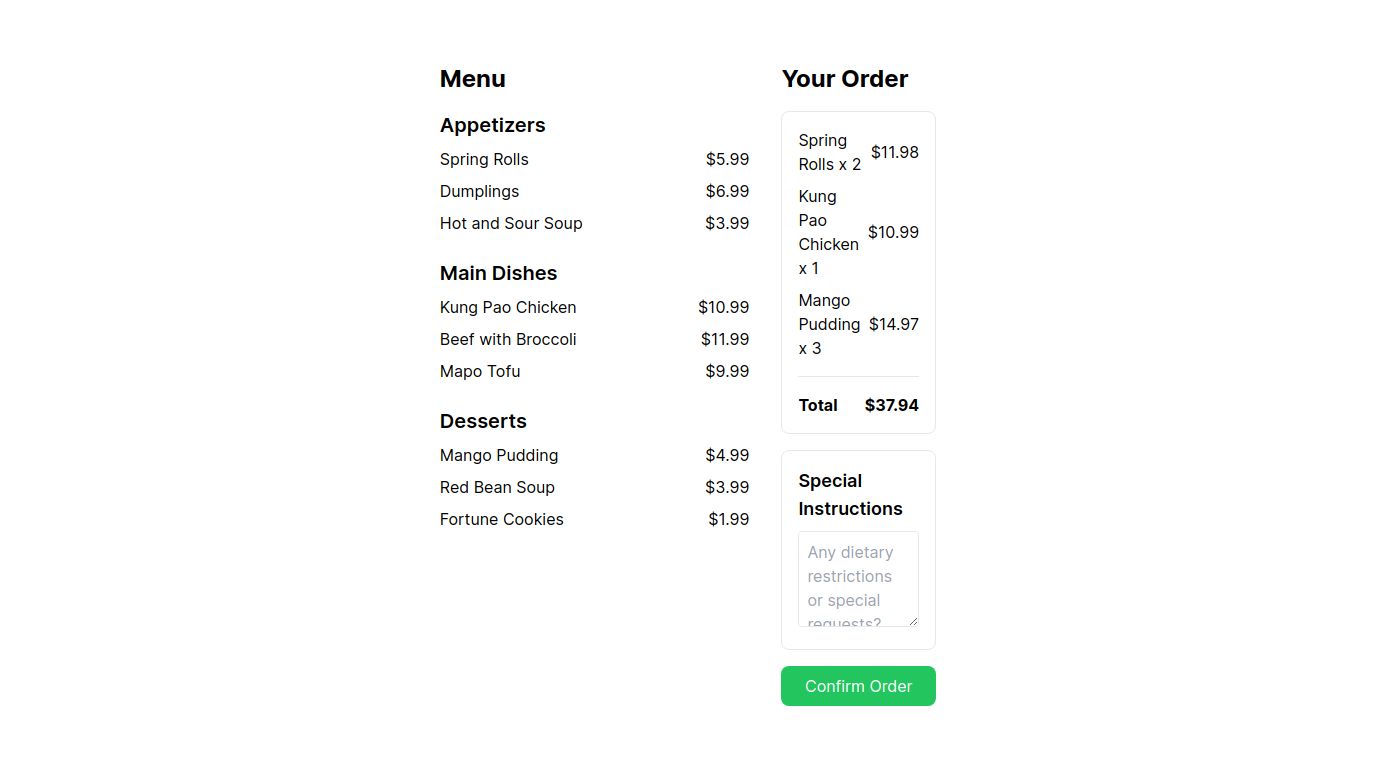 Menu
Appetizers
Spring Rolls $5.99
Dumplings $6.99
Hot and Sour Soup $3.99
Main Dishes
Kung Pao Chicken $10.99
Beef with Broccoli $11.99
Mapo Tofu $9.99
Desserts
Mango Pudding $4.99
Red Bean Soup $3.99
Fortune Cookies $1.99
Your Order
Spring
Rolls x 2 $11.98
Kung
Pao
Chicken $10.99
x 1
Mango
Pudding $14.97
x 3
Total $37.94
Special
Instructions
Any dietary
restrictions
or special
requests?
Confirm Order